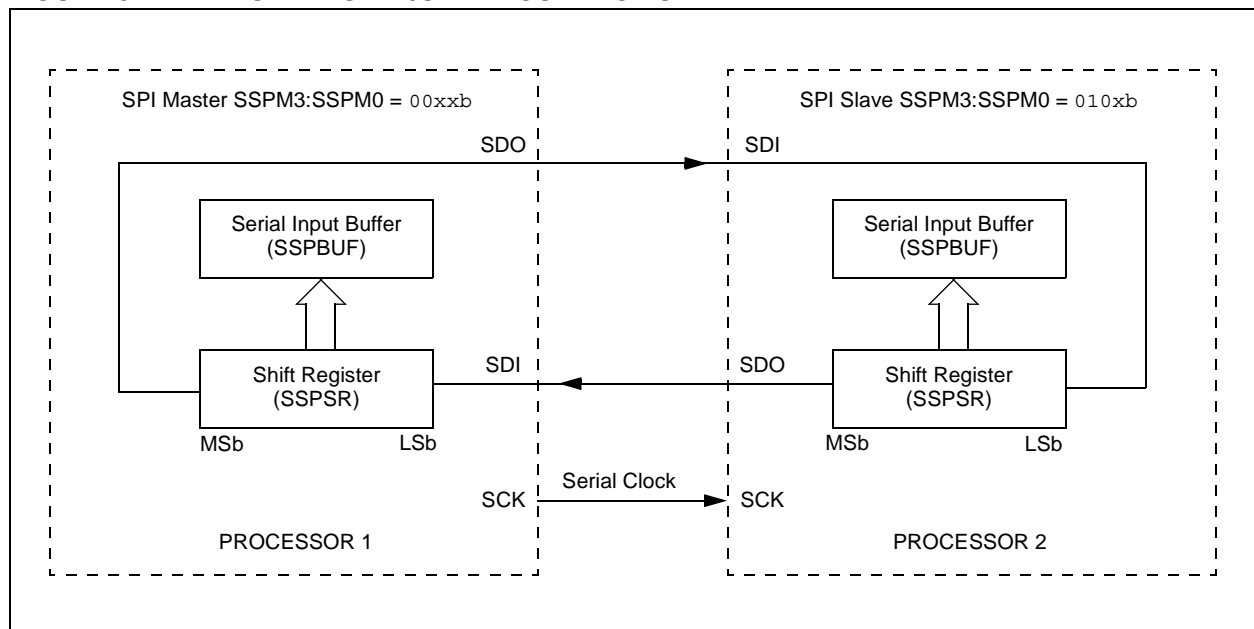 SPI Master SSPM3:SSPM0 = 00xxb
SPI Slave SSPM3:SSPM0 = 010xb
SDO
SDI
Serial Input Buffer
(SSPBUF)
Serial Input Buffer
(SSPBUF)
SDI
SDO
Shift Register
(SSPSR)
Shift Register
(SSPSR)
MSb
LSb
MSb
LSb
Serial Clock
SCK
SCK
PROCESSOR 1
PROCESSOR 2